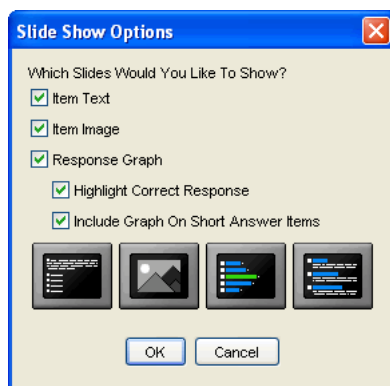 Slide Show Options
Which Slides Would You Like To Show?
Item Text
Item Image
Response Graph
Highlight Correct Response
Include Graph On Short Answer Items
OK Cancel